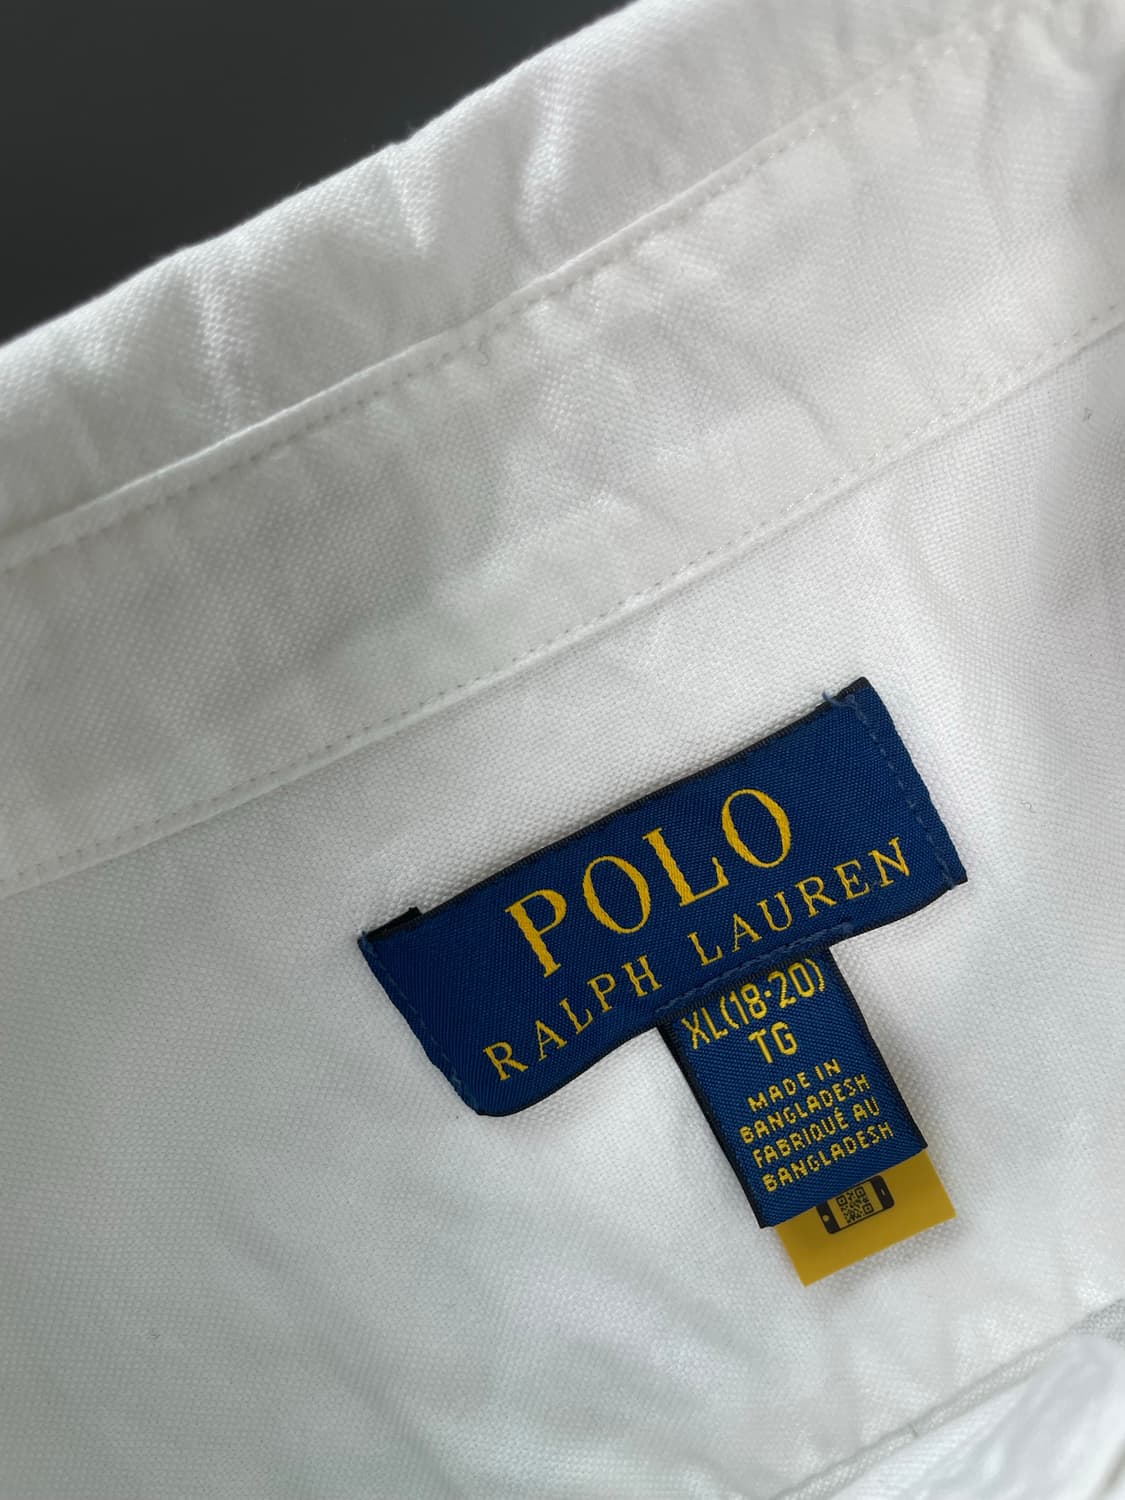 POLO
RALPH LAUREN
XL(18-20)
TG
MADE IN
BANGLADESH
FABRIQUÉ AU
BANGLADESH